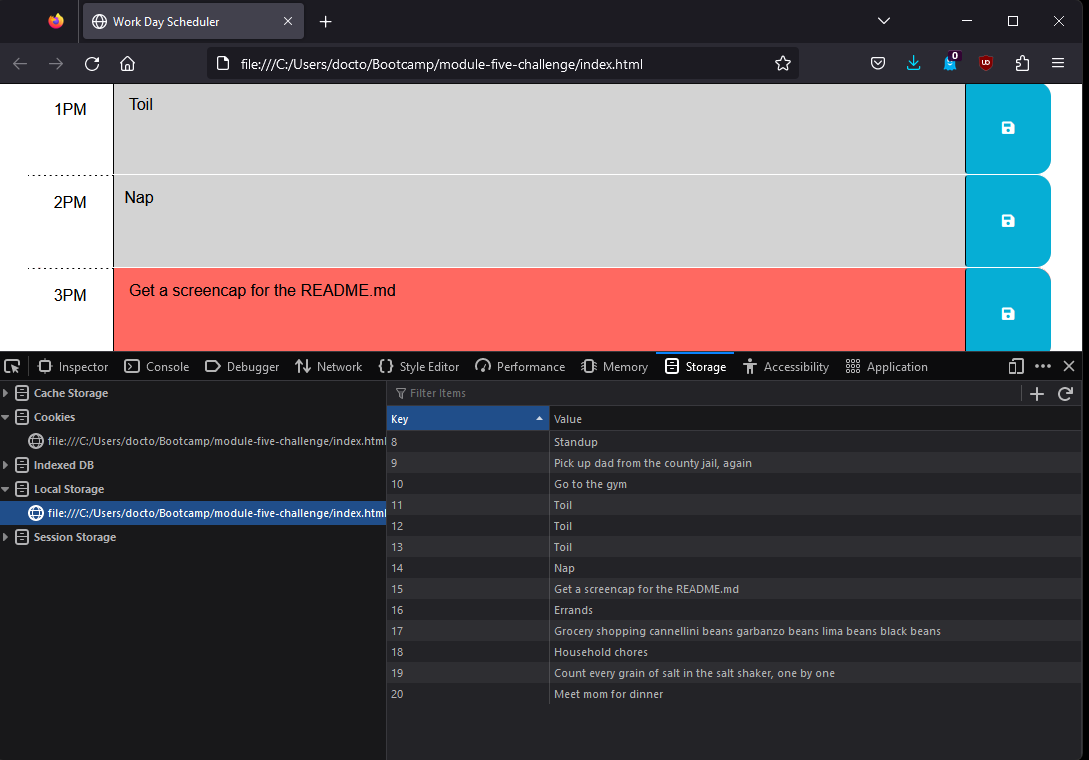 Work Day Scheduler
file:///C:/Users/docto/Bootcamp/module-five-challenge/index.html
0
UD
1PM Toil
2PM Nap
3PM Get a screencap for the README.md
Inspector Console Debugger Network Style Editor Performance Memory Storage Accessibility Application
Cache Storage
Cookies
file:///C:/Users/docto/Bootcamp/module-five-challenge/index.html
Indexed DB
Local Storage
file:///C:/Users/docto/Bootcamp/module-five-challenge/index.html
Session Storage
Filter Items
Key Value
8 Standup
9 Pick up dad from the county jail, again
10 Go to the gym
11 Toil
12 Toil
13 Toil
14 Nap
15 Get a screencap for the README.md
16 Errands
17 Grocery shopping cannellini beans garbanzo beans lima beans black beans
18 Household chores
19 Count every grain of salt in the salt shaker, one by one
20 Meet mom for dinner